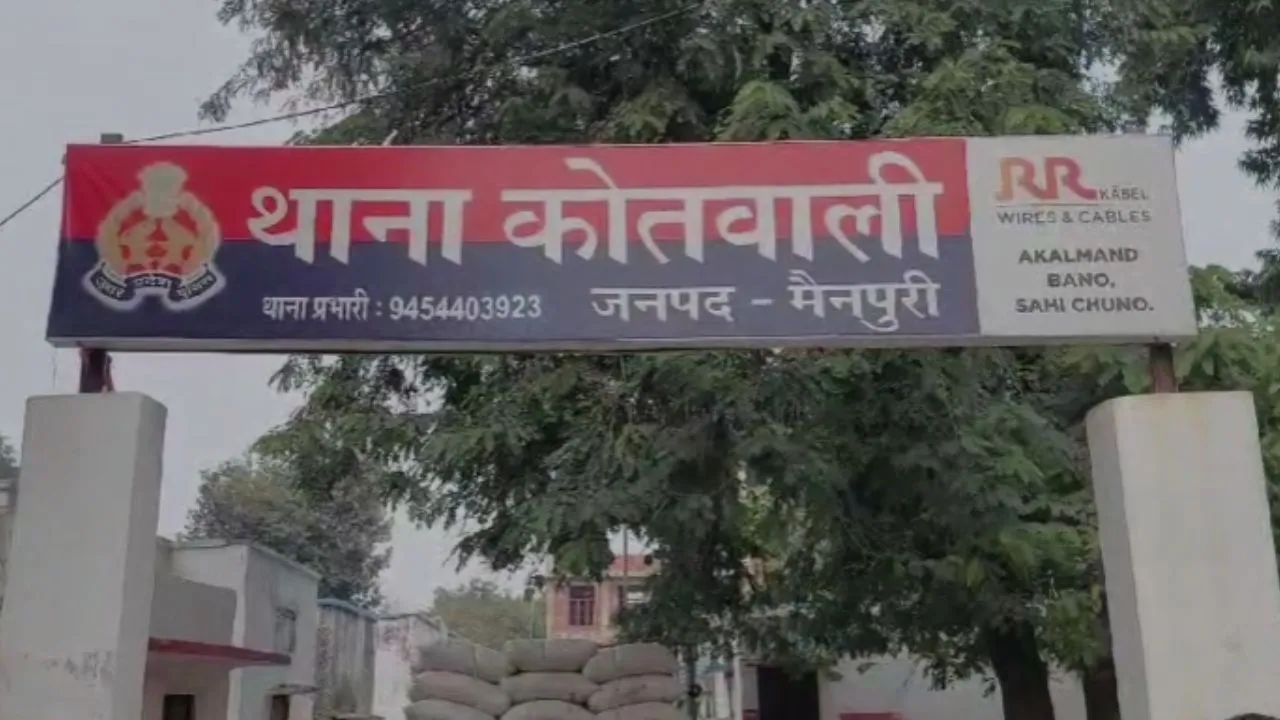 थाना कोतवाली
थाना प्रभारी : 9454403923
जनपद - मैनपुरी
RR KABEL
WIRES & CABLES
AKALMAND
BANO,
SAHI CHUNO.